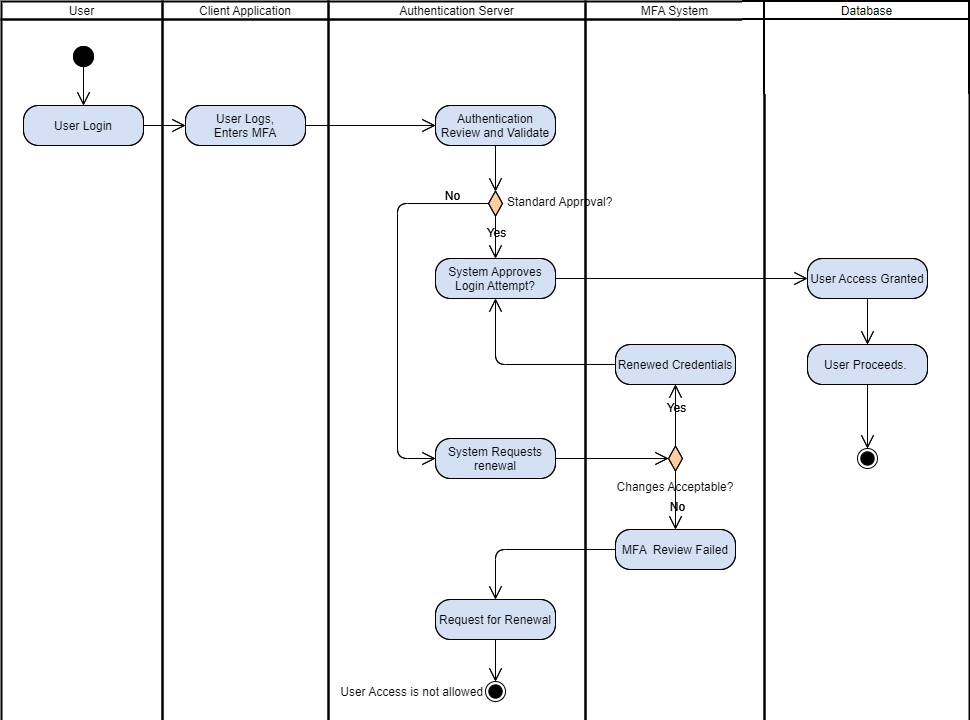 User
Client Application
Authentication Server
MFA System
Database
User Login
User Logs,
Enters MFA
Authentication
Review and Validate
No
Standard Approval?
Yes
System Approves
Login Attempt?
User Access Granted
Renewed Credentials
User Proceeds.
Yes
System Requests
renewal
Changes Acceptable?
No
MFA  Review Failed
Request for Renewal
User Access is not allowed